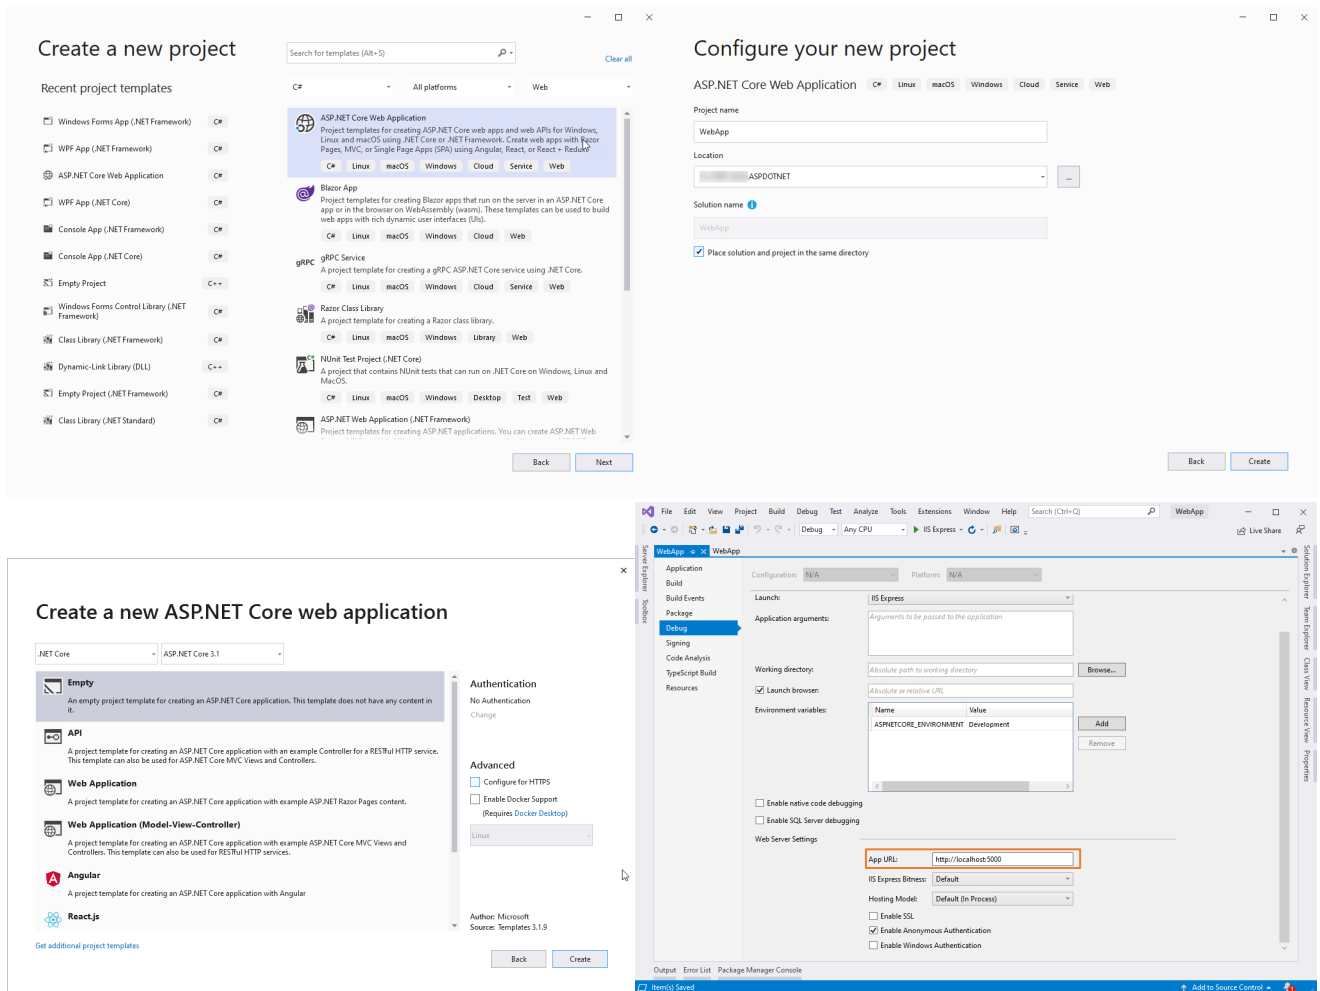 Create a new project
Search for templates (Alt+S)
Clear all
Recent project templates
C#
All platforms
Web
Windows Forms App (.NET Framework)
C#
WPF App (.NET Framework)
C#
ASP.NET Core Web Application
C#
WPF App (.NET Core)
C#
Console App (.NET Framework)
C#
Console App (.NET Core)
C#
Empty Project
C++
Windows Forms Control Library (.NET
Framework)
C#
Class Library (.NET Framework)
C#
Dynamic-Link Library (DLL)
C++
Empty Project (.NET Framework)
C#
Class Library (.NET Standard)
C#
ASP.NET Core Web Application
Project templates for creating ASP.NET Core web apps and web APIs for Windows,
Linux and macOS using .NET Core or .NET Framework. Create web apps with Razor
Pages, MVC, or Single Page Apps (SPA) using Angular, React, or React + Redux.
C# Linux macOS Windows Cloud Service Web
Blazor App
Project templates for creating Blazor apps that run on the server in an ASP.NET Core
app or in the browser on WebAssembly (wasm). These templates can be used to build
web apps with rich dynamic user interfaces (UIs).
C# Linux macOS Windows Cloud Web
gRPC
gRPC Service
A project template for creating a gRPC ASP.NET Core service using .NET Core.
C# Linux macOS Windows Cloud Service Web
Razor Class Library
A project template for creating a Razor class library.
C# Linux macOS Windows Library Web
NUnit Test Project (.NET Core)
A project that contains NUnit tests that can run on .NET Core on Windows, Linux and
MacOS.
C# Linux macOS Windows Desktop Test Web
ASP.NET Web Application (.NET Framework)
Project templates for creating ASP.NET applications. You can create ASP.NET Web
Back
Next
Configure your new project
ASP.NET Core Web Application C# Linux macOS Windows Cloud Service Web
Project name
WebApp
Location
ASPDOTNET
...
Solution name
WebApp
Place solution and project in the same directory
Back
Create
Create a new ASP.NET Core web application
.NET Core
ASP.NET Core 3.1
Empty
An empty project template for creating an ASP.NET Core application. This template does not have any content in
it.
API
A project template for creating an ASP.NET Core application with an example Controller for a RESTful HTTP service.
This template can also be used for ASP.NET Core MVC Views and Controllers.
Web Application
A project template for creating an ASP.NET Core application with example ASP.NET Razor Pages content.
Web Application (Model-View-Controller)
A project template for creating an ASP.NET Core application with example ASP.NET Core MVC Views and
Controllers. This template can also be used for RESTful HTTP services.
Angular
A project template for creating an ASP.NET Core application with Angular
React.js
Get additional project templates
Authentication
No Authentication
Change
Advanced
Configure for HTTPS
Enable Docker Support
(Requires Docker Desktop)
Linux
Author: Microsoft
Source: Templates 3.1.9
Back
Create
File Edit View Project Build Debug Test Analyze Tools Extensions Window Help Search (Ctrl+Q) WebApp
Debug Any CPU IIS Express Live Share
Server Explorer
Toolbox
WebApp
WebApp
Application
Build
Build Events
Package
Debug
Signing
Code Analysis
TypeScript Build
Resources
Configuration: N/A Platform: N/A
Launch: IIS Express
Application arguments: Arguments to be passed to the application
Working directory: Absolute path to working directory Browse...
Launch browser: Absolute or relative URL
Environment variables:
Name Value
ASPNETCORE_ENVIRONMENT Development
Add
Remove
Enable native code debugging
Enable SQL Server debugging
Web Server Settings
App URL: http://localhost:5000
IIS Express Bitness: Default
Hosting Model: Default (In Process)
Enable SSL
Enable Anonymous Authentication
Enable Windows Authentication
Solution Explorer
Team Explorer
Class View
Resource View
Properties
Output Error List Package Manager Console
Item(s) Saved
Add to Source Control
1